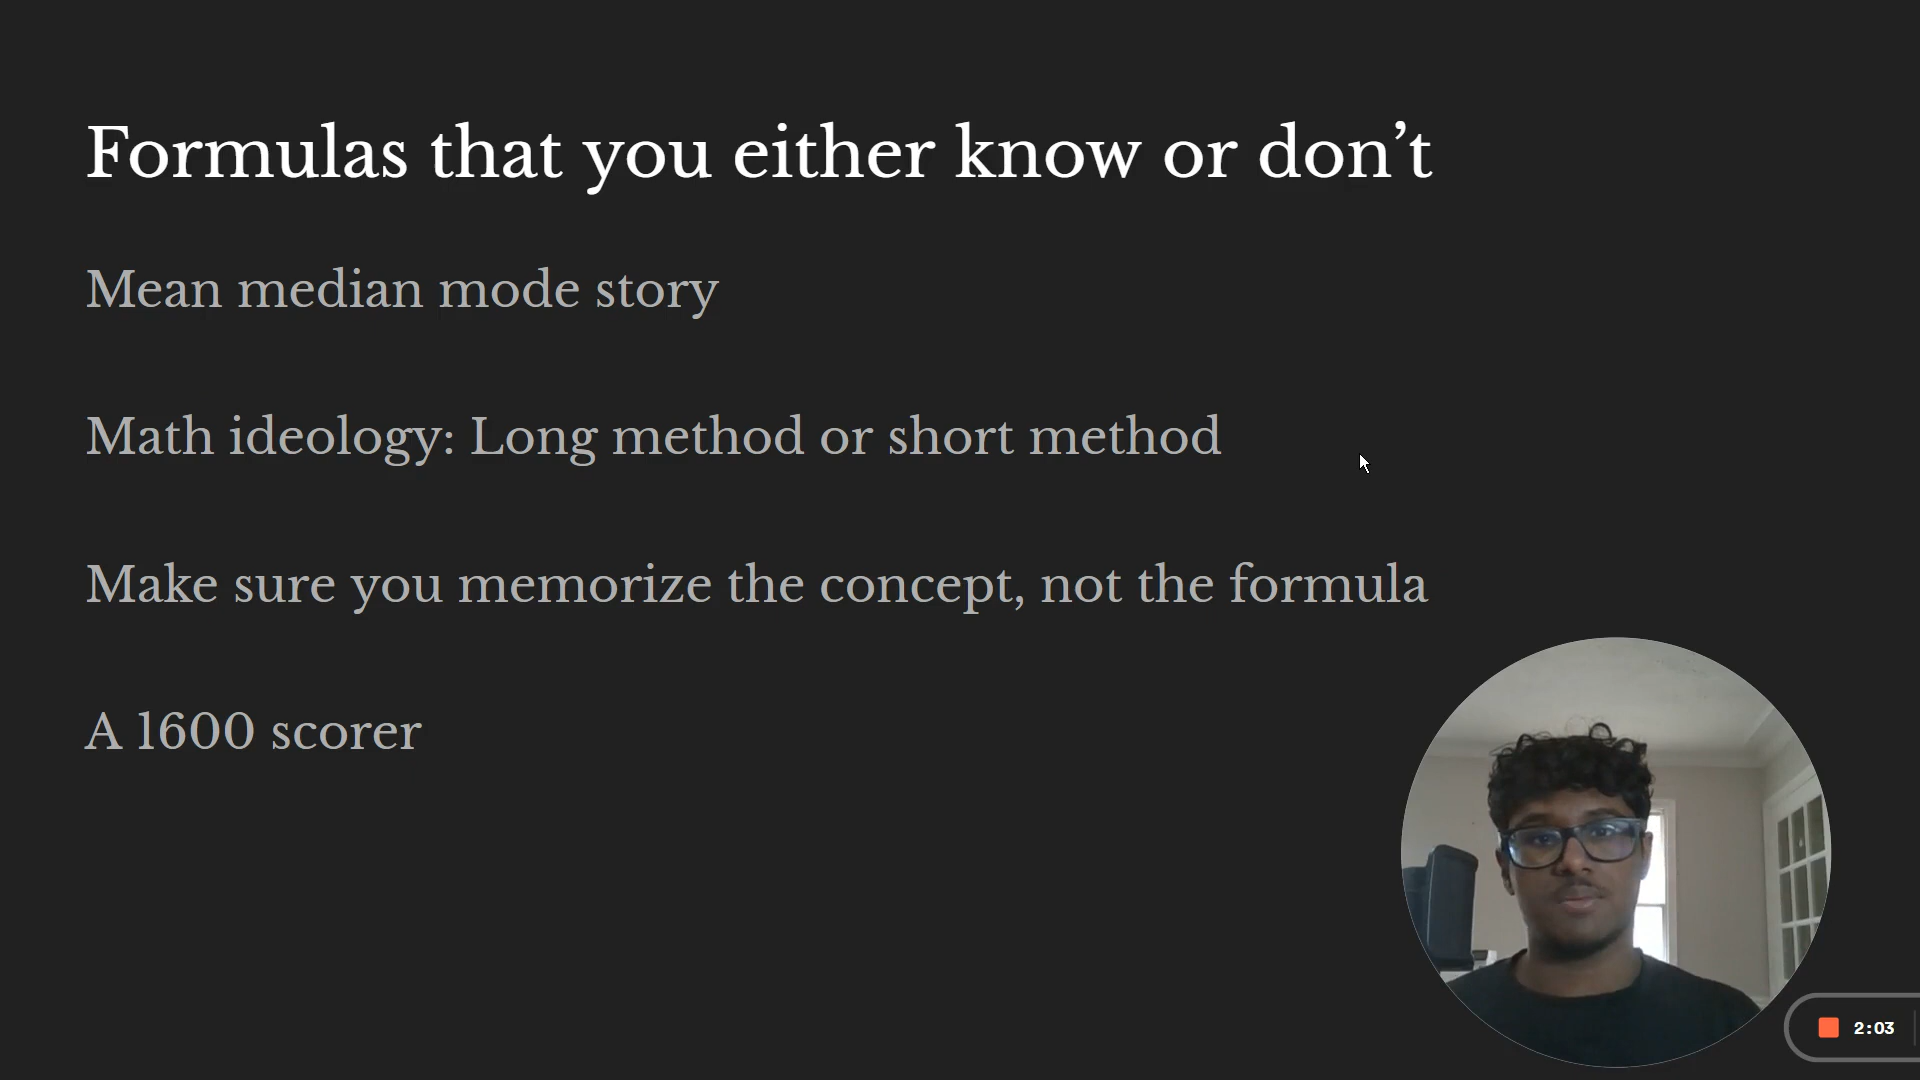 Formulas that you either know or don’t
Mean median mode story
Math ideology: Long method or short method
Make sure you memorize the concept, not the formula
A 1600 scorer
2:03